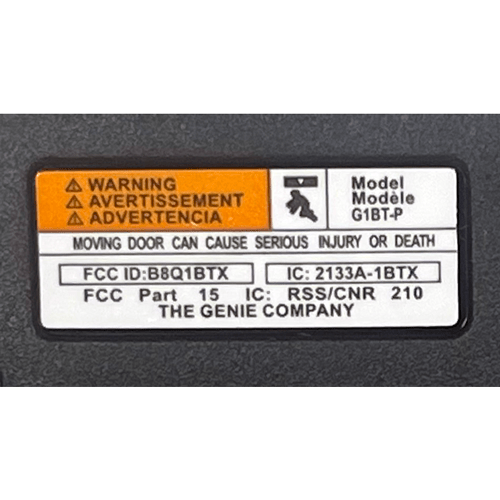 ⚠ WARNING
⚠ AVERTISSEMENT
⚠ ADVERTENCIA
Model
Modèle
G1BT-P
MOVING DOOR CAN CAUSE SERIOUS INJURY OR DEATH
FCC ID:B8Q1BTX IC: 2133A-1BTX
FCC Part 15 IC: RSS/CNR 210
THE GENIE COMPANY